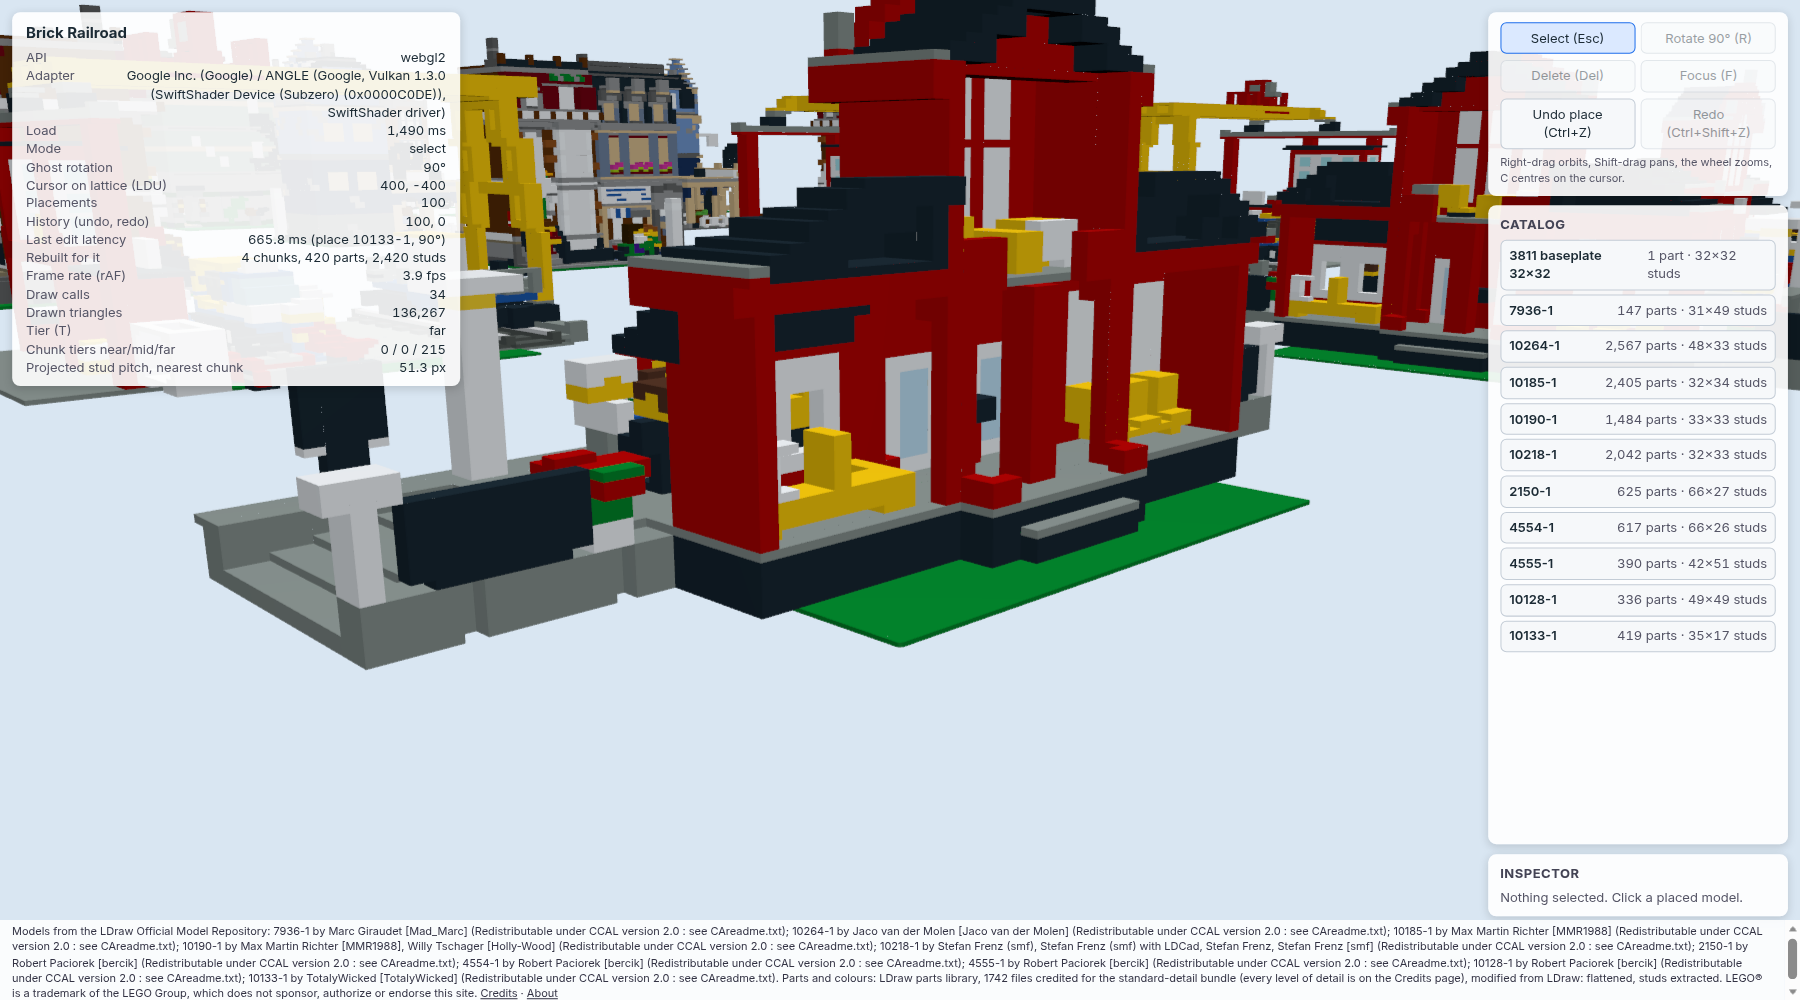 Brick Railroad
API webgl2
Adapter Google Inc. (Google) / ANGLE (Google, Vulkan 1.3.0
(SwiftShader Device (Subzero) (0x0000C0DE)),
SwiftShader driver)
Load 1,490 ms
Mode select
Ghost rotation 90°
Cursor on lattice (LDU) 400, -400
Placements 100
History (undo, redo) 100, 0
Last edit latency 665.8 ms (place 10133-1, 90°)
Rebuilt for it 4 chunks, 420 parts, 2,420 studs
Frame rate (rAF) 3.9 fps
Draw calls 34
Drawn triangles 136,267
Tier (T) far
Chunk tiers near/mid/far 0 / 0 / 215
Projected stud pitch, nearest chunk 51.3 px
Select (Esc) Rotate 90° (R)
Delete (Del) Focus (F)
Undo place Redo
(Ctrl+Z) (Ctrl+Shift+Z)
Right-drag orbits, Shift-drag pans, the wheel zooms,
C centres on the cursor.
CATALOG
3811 baseplate 1 part · 32×32
32×32 studs
7936-1 147 parts · 31×49 studs
10264-1 2,567 parts · 48×33 studs
10185-1 2,405 parts · 32×34 studs
10190-1 1,484 parts · 33×33 studs
10218-1 2,042 parts · 32×33 studs
2150-1 625 parts · 66×27 studs
4554-1 617 parts · 66×26 studs
4555-1 390 parts · 42×51 studs
10128-1 336 parts · 49×49 studs
10133-1 419 parts · 35×17 studs
INSPECTOR
Nothing selected. Click a placed model.
Models from the LDraw Official Model Repository: 7936-1 by Marc Giraudet [Mad_Marc] (Redistributable under CCAL version 2.0 : see CAreadme.txt); 10264-1 by Jaco van der Molen [Jaco van der Molen] (Redistributable under CCAL version 2.0 : see CAreadme.txt); 10185-1 by Max Martin Richter [MMR1988] (Redistributable under CCAL
version 2.0 : see CAreadme.txt); 10190-1 by Max Martin Richter [MMR1988], Willy Tschager [Holly-Wood] (Redistributable under CCAL version 2.0 : see CAreadme.txt); 10218-1 by Stefan Frenz (smf), Stefan Frenz (smf) with LDCad, Stefan Frenz, Stefan Frenz [smf] (Redistributable under CCAL version 2.0 : see CAreadme.txt); 2150-1 by
Robert Paciorek [bercik] (Redistributable under CCAL version 2.0 : see CAreadme.txt); 4554-1 by Robert Paciorek [bercik] (Redistributable under CCAL version 2.0 : see CAreadme.txt); 4555-1 by Robert Paciorek [bercik] (Redistributable under CCAL version 2.0 : see CAreadme.txt); 10128-1 by Robert Paciorek [bercik] (Redistributable
under CCAL version 2.0 : see CAreadme.txt); 10133-1 by TotalyWicked [TotalyWicked] (Redistributable under CCAL version 2.0 : see CAreadme.txt). Parts and colours: LDraw parts library, 1742 files credited for the standard-detail bundle (every level of detail is on the Credits page), modified from LDraw: flattened, studs extracted. LEGO®
is a trademark of the LEGO Group, which does not sponsor, authorize or endorse this site. Credits · About